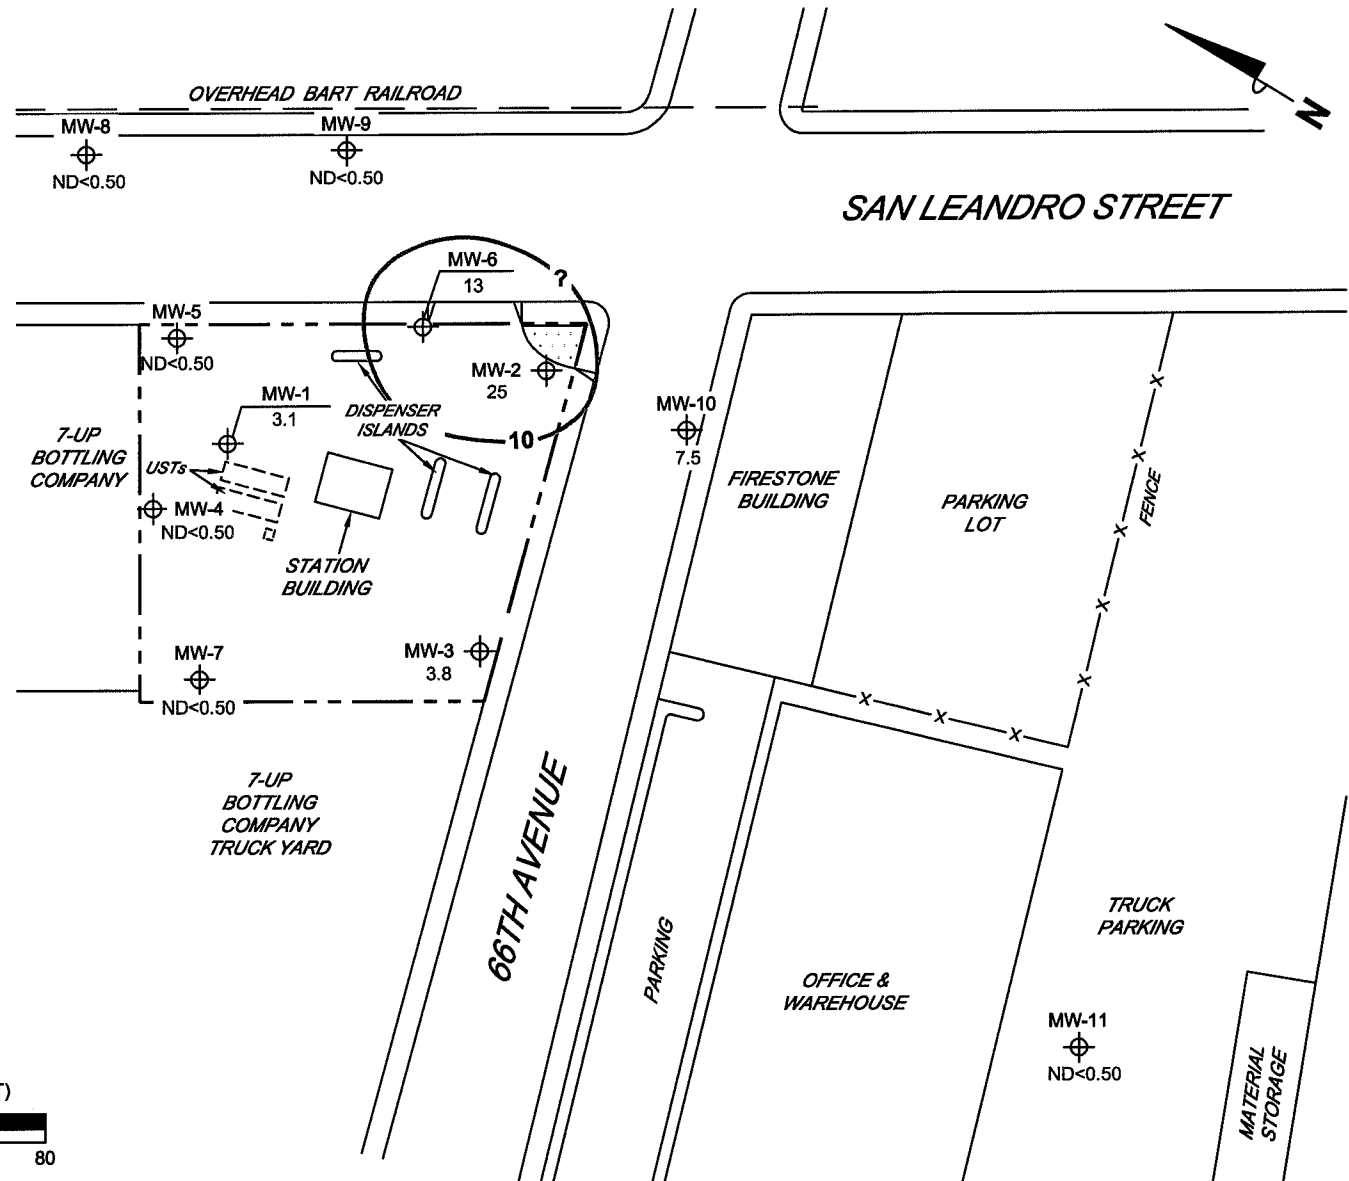 OVERHEAD BART RAILROAD
N
MW-8
ND<0.50
MW-9
ND<0.50
SAN LEANDRO STREET
MW-6
13
?
MW-5
ND<0.50
MW-2
25
MW-1
3.1
DISPENSER
ISLANDS
10
MW-10
7.5
7-UP
BOTTLING
COMPANY
USTs
MW-4
ND<0.50
STATION
BUILDING
FIRESTONE
BUILDING
PARKING
LOT
X
X
X
X
X
FENCE
MW-7
ND<0.50
MW-3
3.8
X
X
X
7-UP
BOTTLING
COMPANY
TRUCK YARD
66TH AVENUE
PARKING
OFFICE &
WAREHOUSE
TRUCK
PARKING
MW-11
ND<0.50
MATERIAL
STORAGE
T)
80